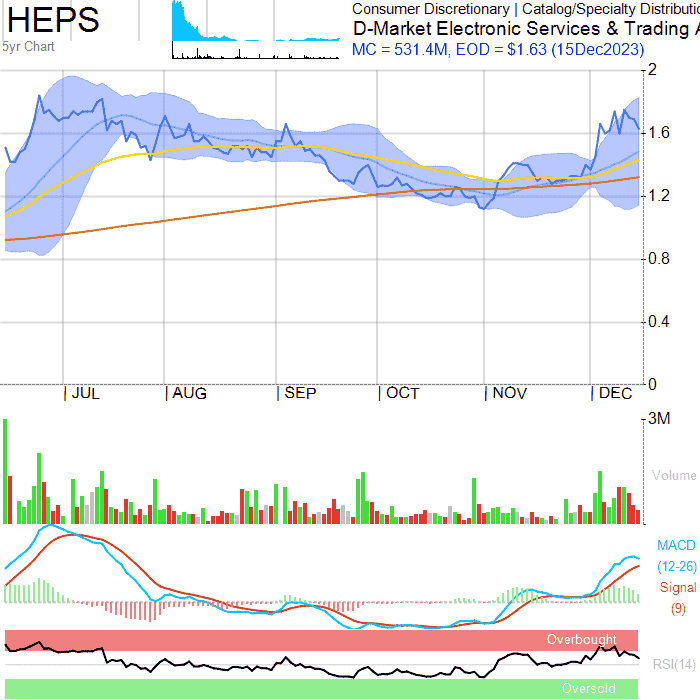 HEPS
5yr Chart
Consumer Discretionary | Catalog/Specialty Distributio
D-Market Electronic Services & Trading A
MC = 531.4M, EOD = $1.63 (15Dec2023)
2
1.6
1.2
0.8
0.4
0
JUL AUG SEP OCT NOV DEC
3M
Volume
MACD
(12-26)
Signal
(9)
Overbought
RSI(14)
Oversold